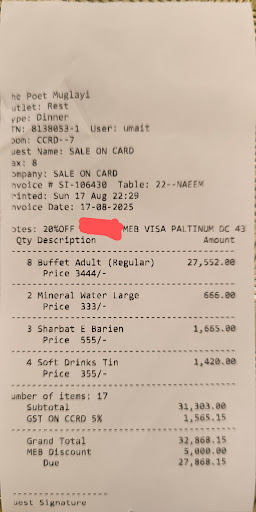 he Poet Muglayi
utlet: Rest
ype: Dinner
TN: 8138053-1 User: umait
oom: CCRD--7
uest Name: SALE ON CARD
ax: 8
ompany: SALE ON CARD
nvoice # SI-106430 Table: 22--NAEEM
rinted: Sun 17 Aug 22:29
nvoice Date: 17-08-2025
otes: 20%OFF MEB VISA PALTINUM DC 43
Qty Description Amount
8 Buffet Adult (Regular) 27,552.00
Price 3444/-
2 Mineral Water Large 666.00
Price 333/-
3 Sharbat E Barien 1,665.00
Price 555/-
4 Soft Drinks Tin 1,420.00
Price 355/-
umber of items: 17
Subtotal 31,303.00
GST ON CCRD 5% 1,565.15
Grand Total 32,868.15
MEB Discount 5,000.00
Due 27,868.15
uest Signature